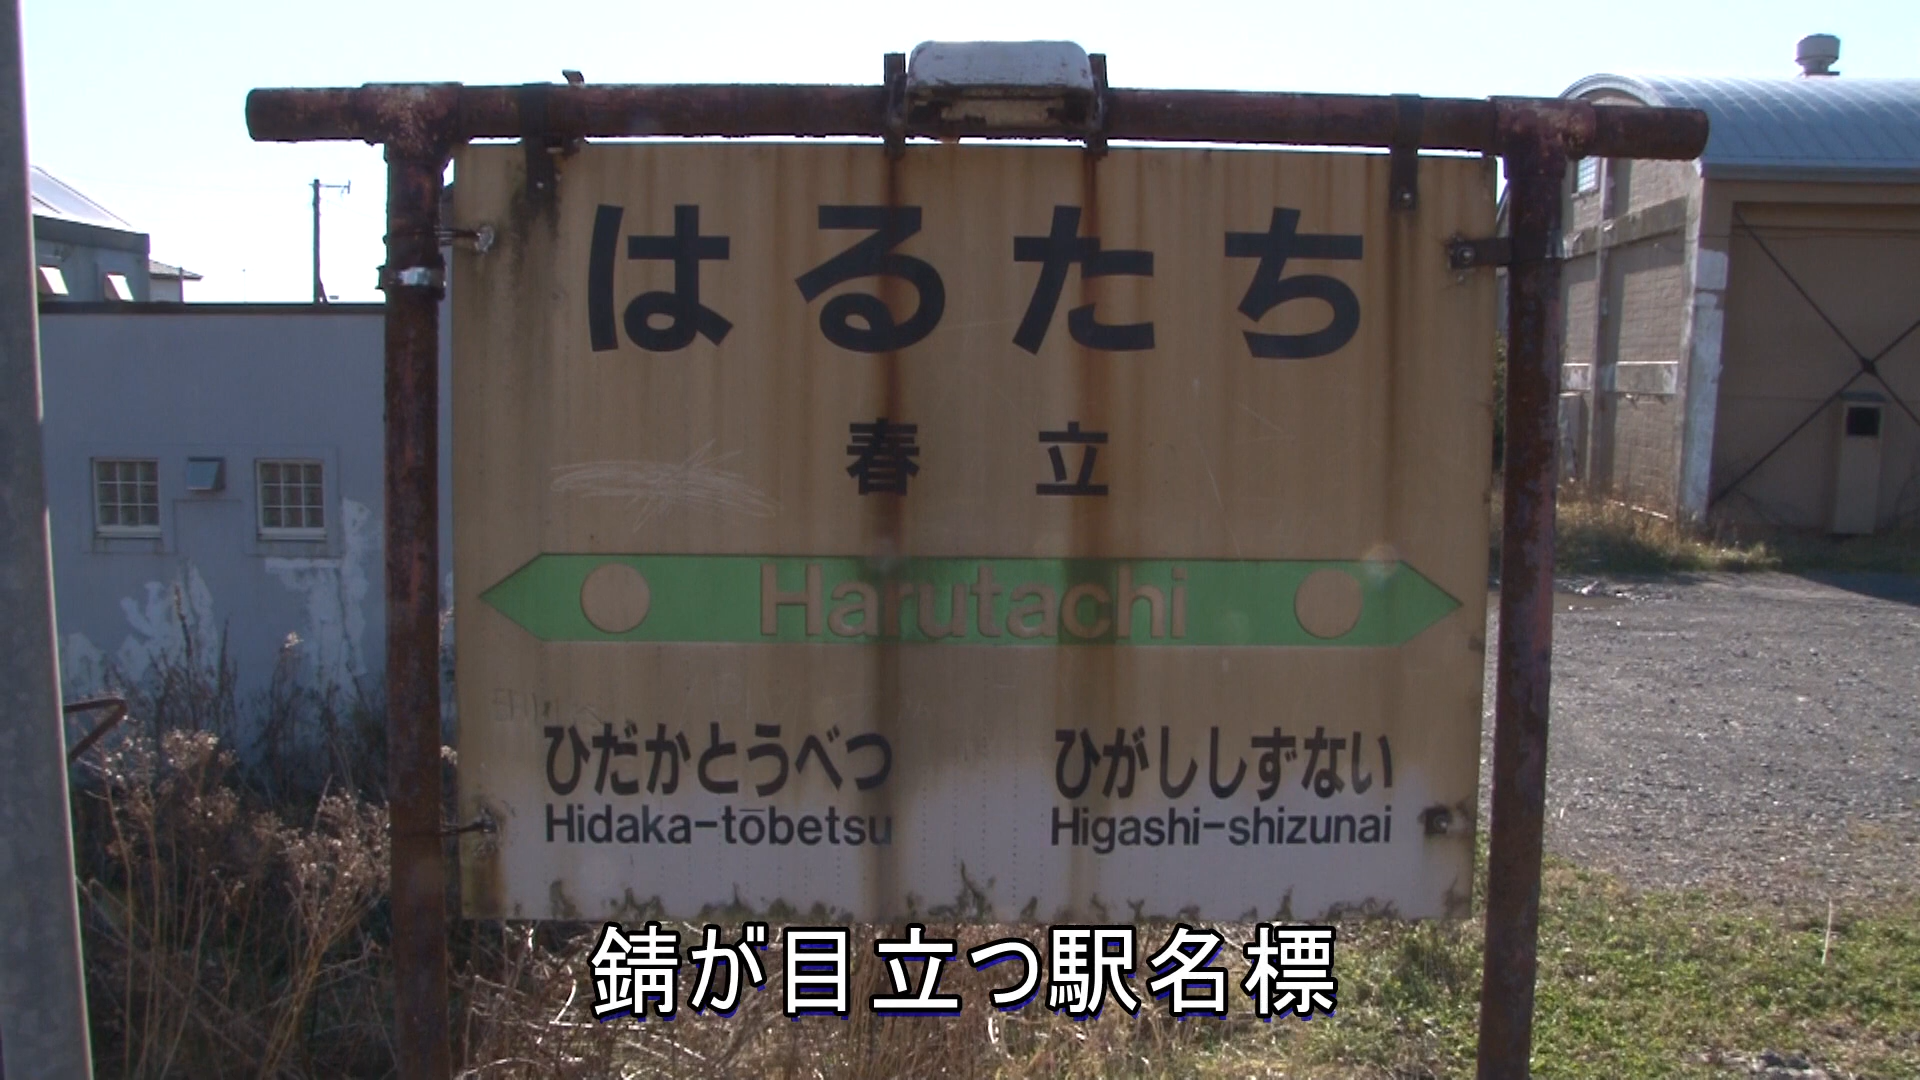 はるたち
春立
Harutachi
ひだかとうべつ ひがししずない
Hidaka-tōbetsu Higashi-shizunai
錆が目立つ駅名標